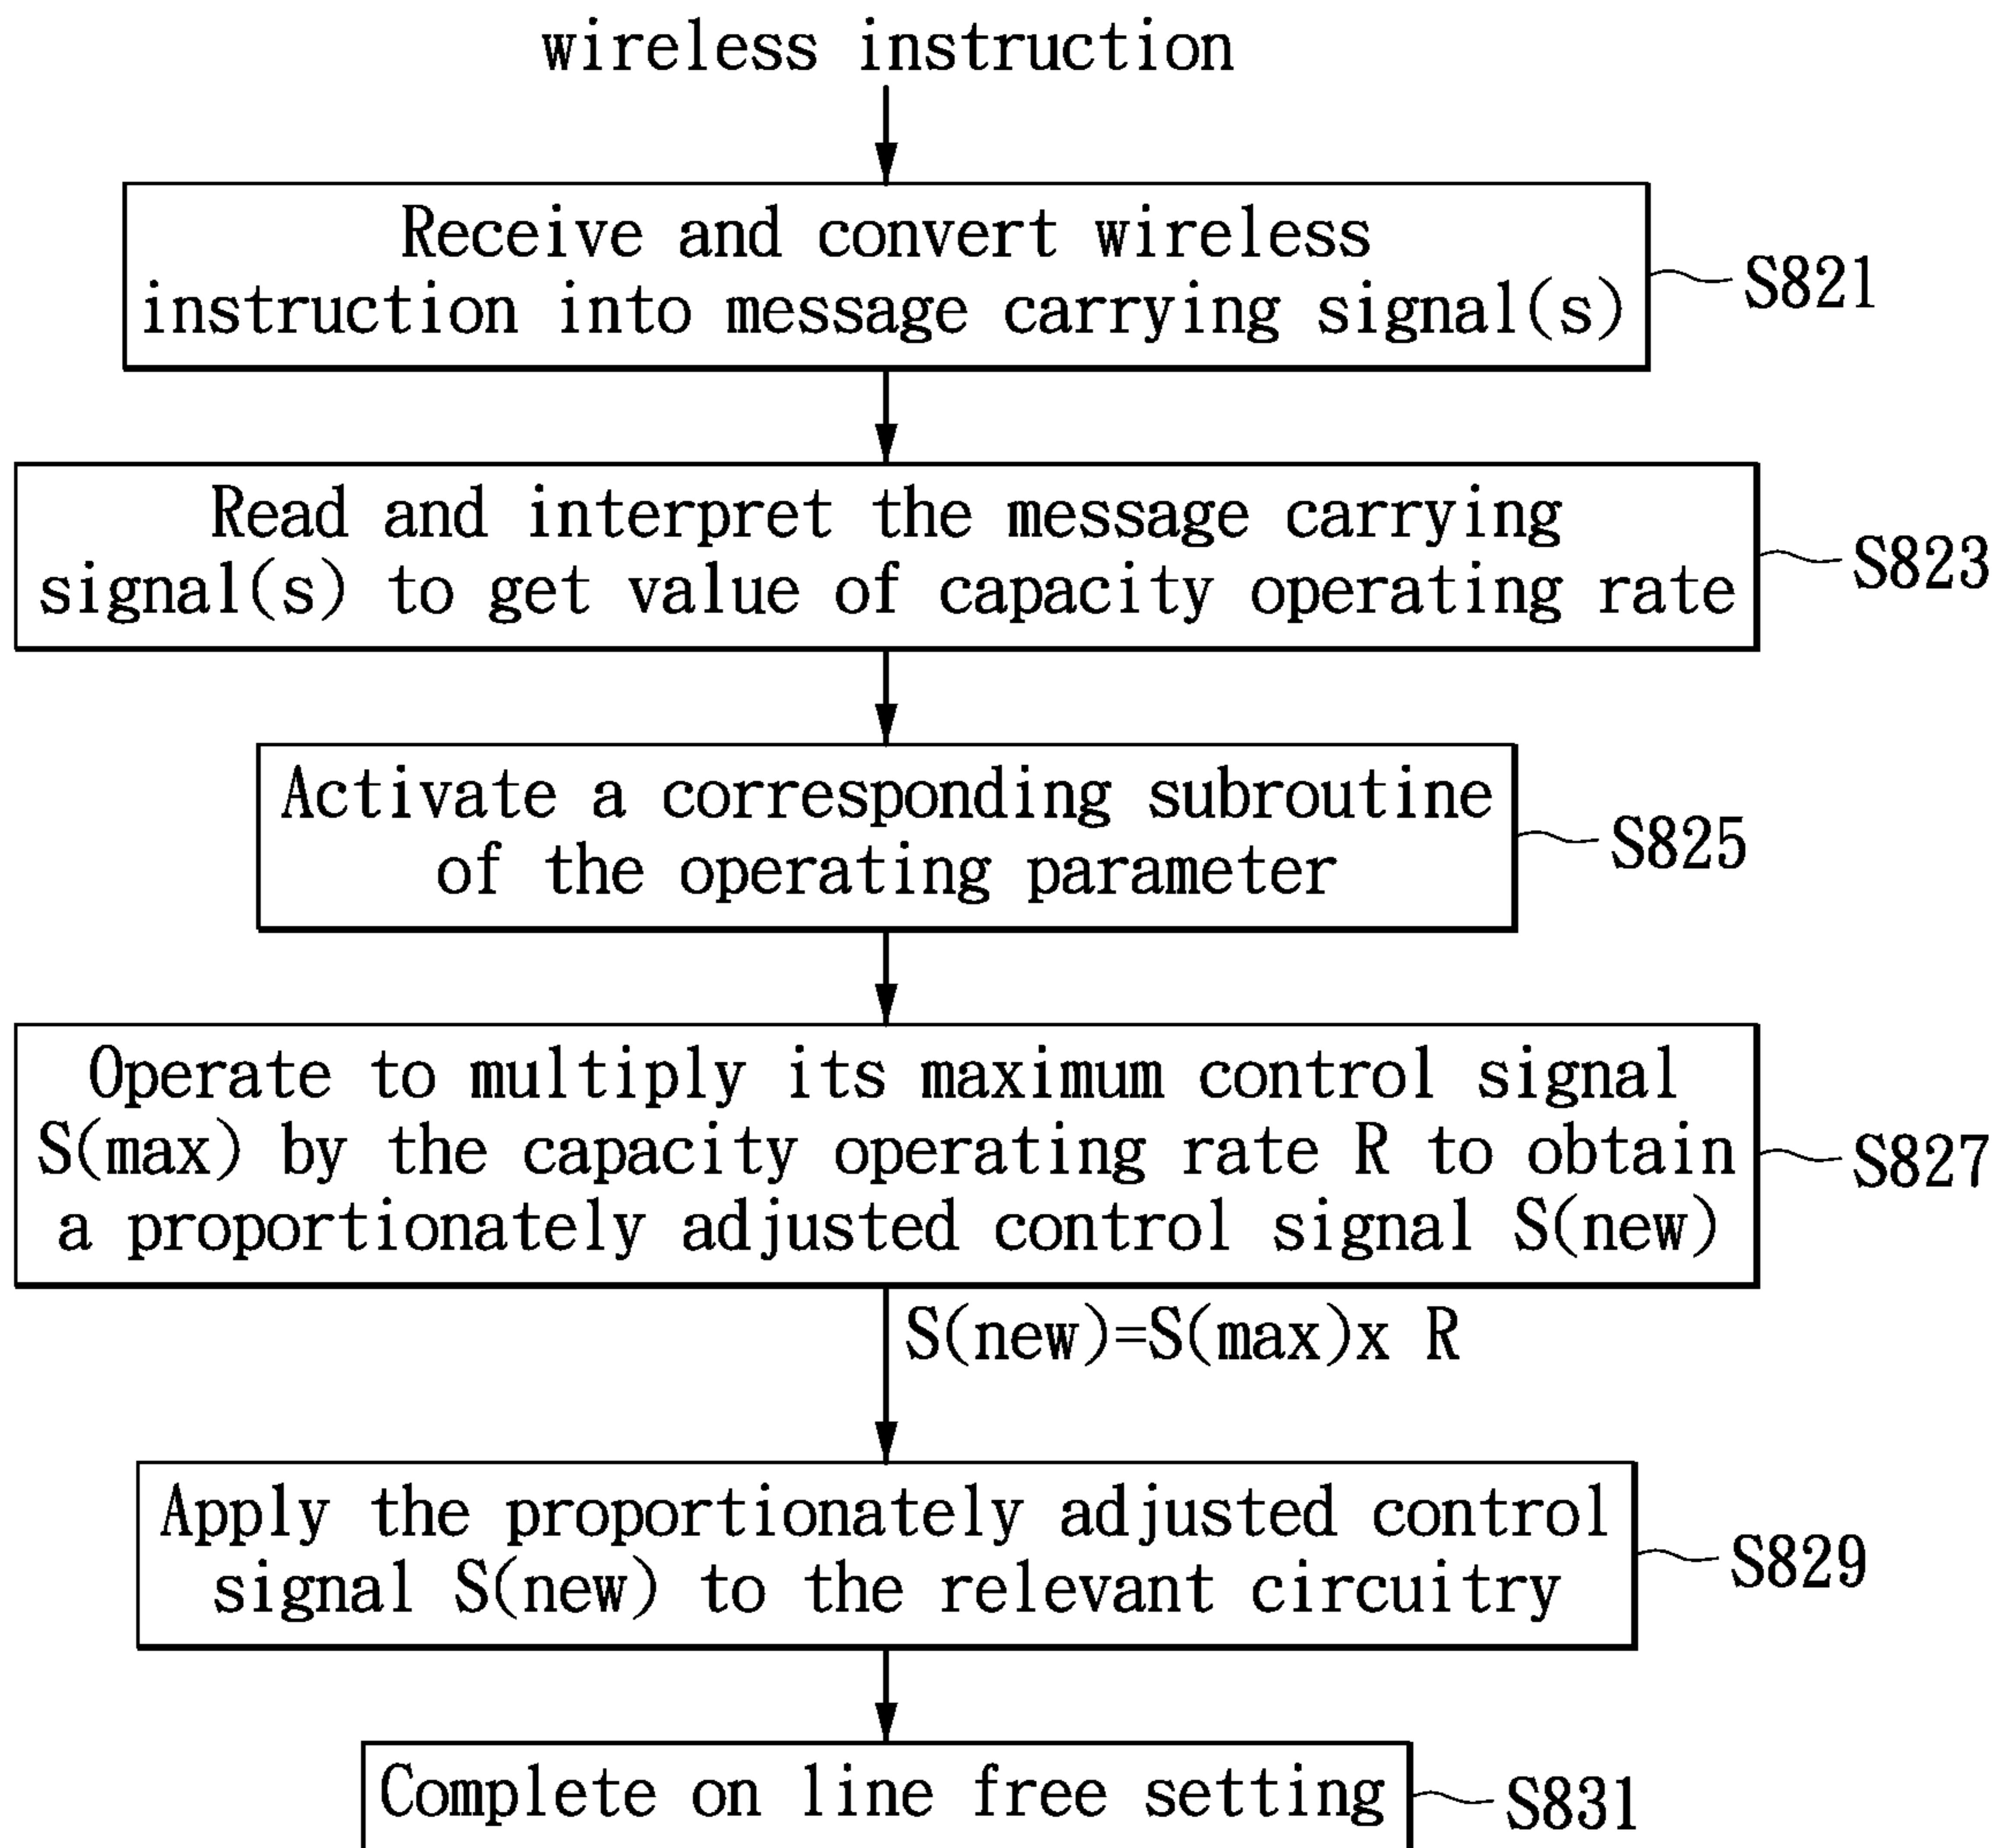 wireless instruction
Receive and convert wireless
instruction into message carrying signal(s)
S821
Read and interpret the message carrying
signal(s) to get value of capacity operating rate
S823
Activate a corresponding subroutine
of the operating parameter
S825
Operate to multiply its maximum control signal
S(max) by the capacity operating rate R to obtain
a proportionately adjusted control signal S(new)
S827
S(new)=S(max)x R
Apply the proportionately adjusted control
signal S(new) to the relevant circuitry
S829
Complete on line free setting
S831